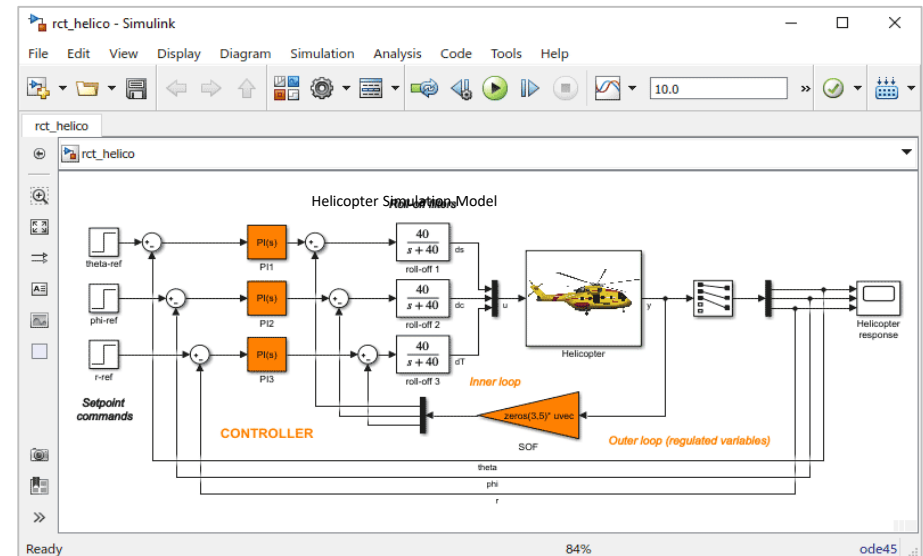 rct_helico - Simulink
File Edit View Display Diagram Simulation Analysis Code Tools Help
10.0
rct_helico
rct_helico
Helicopter Simulation Model
Roll-off filters
theta-ref
PI(s)
PI1
40
s + 40
ds
roll-off 1
phi-ref
PI(s)
PI2
40
s + 40
dc
roll-off 2
u
Helicopter
y
Helicopter
response
r-ref
PI(s)
PI3
40
s + 40
dT
roll-off 3
Setpoint
commands
Inner loop
CONTROLLER
zeros(3,5)* uvec
SOF
Outer loop (regulated variables)
theta
phi
r
Ready 84% ode45